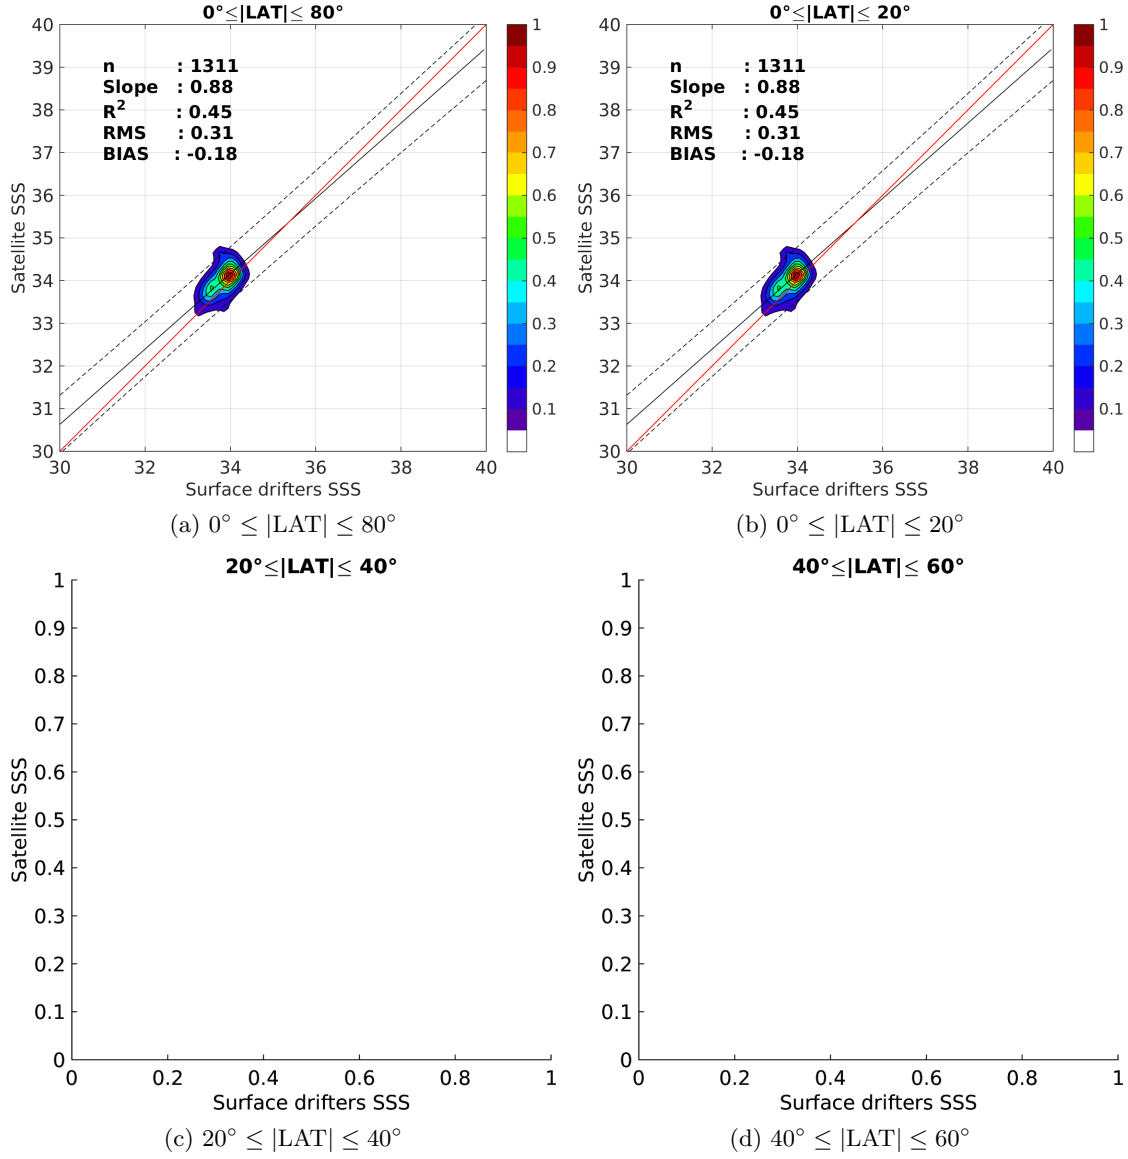 0°≤|LAT|≤ 80°
40
39
38
37
36
35
34
33
32
31
30
n : 1311
Slope : 0.88
R2 : 0.45
RMS : 0.31
BIAS : -0.18
30 32 34 36 38 40
Satellite SSS
Surface drifters SSS
1
0.9
0.8
0.7
0.6
0.5
0.4
0.3
0.2
0.1
(a) 0° ≤ |LAT| ≤ 80°
0°≤|LAT|≤ 20°
40
39
38
37
36
35
34
33
32
31
30
n : 1311
Slope : 0.88
R2 : 0.45
RMS : 0.31
BIAS : -0.18
30 32 34 36 38 40
Satellite SSS
Surface drifters SSS
1
0.9
0.8
0.7
0.6
0.5
0.4
0.3
0.2
0.1
(b) 0° ≤ |LAT| ≤ 20°
20°≤|LAT|≤ 40°
1
0.9
0.8
0.7
0.6
0.5
0.4
0.3
0.2
0.1
0
0 0.2 0.4 0.6 0.8 1
Satellite SSS
Surface drifters SSS
(c) 20° ≤ |LAT| ≤ 40°
40°≤|LAT|≤ 60°
1
0.9
0.8
0.7
0.6
0.5
0.4
0.3
0.2
0.1
0
0 0.2 0.4 0.6 0.8 1
Satellite SSS
Surface drifters SSS
(d) 40° ≤ |LAT| ≤ 60°